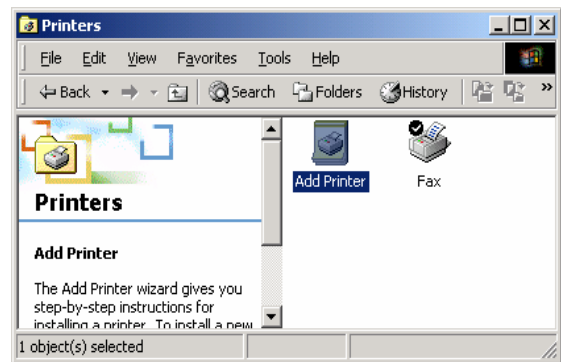 Printers
File Edit View Favorites Tools Help
Back Search Folders History »
Add Printer Fax
Printers
Add Printer
The Add Printer wizard gives you
step-by-step instructions for
installing a printer. To install a new
1 object(s) selected